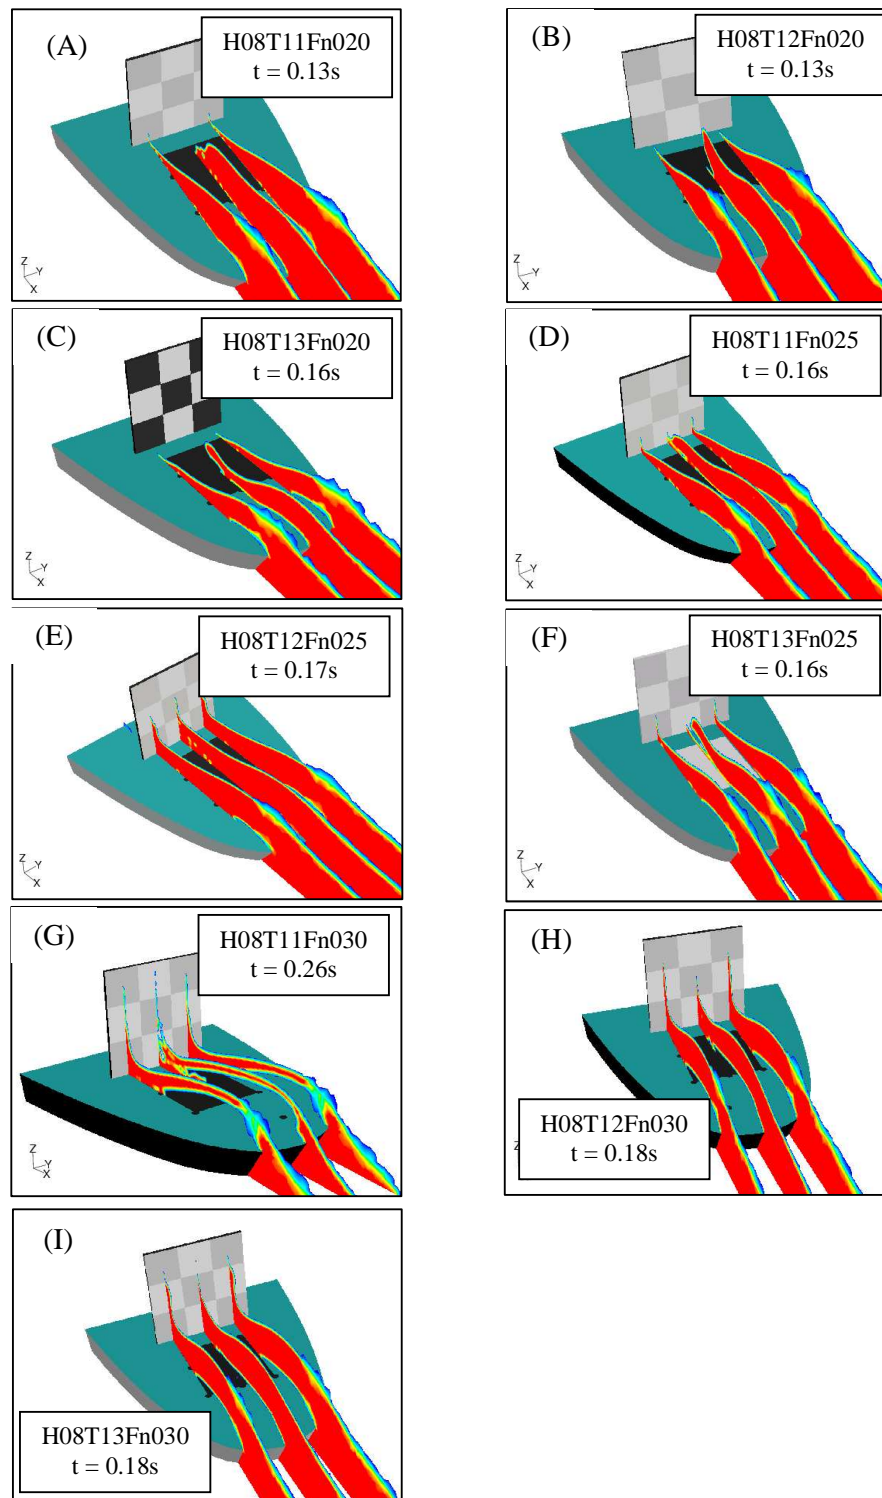 (A)
H08T11Fn020
t = 0.13s
Z
Y
X
(B)
H08T12Fn020
t = 0.13s
Z
Y
X
(C)
H08T13Fn020
t = 0.16s
Z
Y
X
(D)
H08T11Fn025
t = 0.16s
Z
Y
X
(E)
H08T12Fn025
t = 0.17s
Z
Y
X
(F)
H08T13Fn025
t = 0.16s
Z
Y
X
(G)
H08T11Fn030
t = 0.26s
Z
Y
X
(H)
H08T12Fn030
t = 0.18s
(I)
H08T13Fn030
t = 0.18s